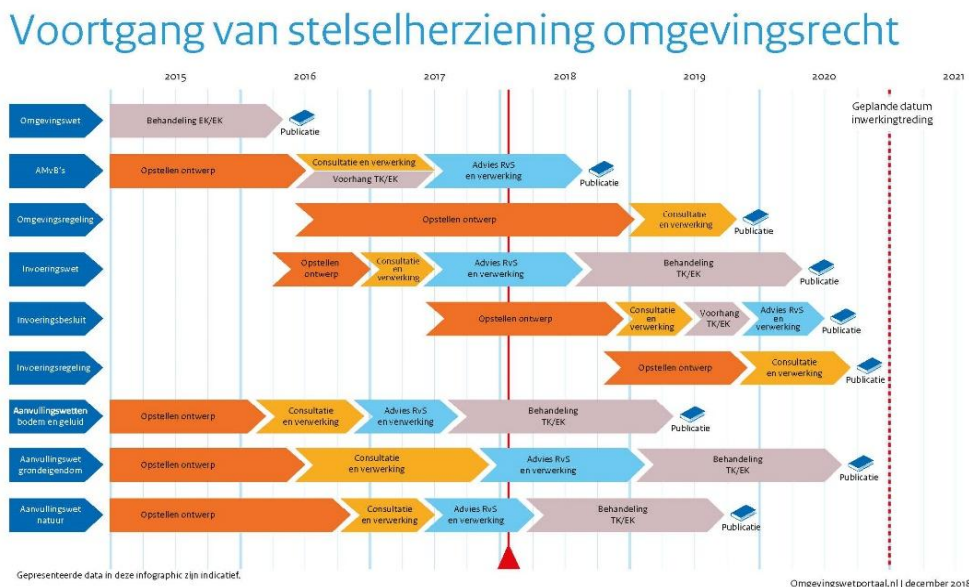 Voortgang van stelselherziening omgevingsrecht
2015 2016 2017 2018 2019 2020 2021
Geplande datum
inwerkingtreding
Omgevingswet
Behandeling EK/EK
Publicatie
AMvB's
Opstellen ontwerp
Consultatie en verwerking
Voorhang TK/EK
Advies RvS
en verwerking
Publicatie
Omgevingsregeling
Opstellen ontwerp
Consultatie
en verwerking
Publicatie
Invoeringswet
Opstellen
ontwerp
Consultatie
en
verwerking
Advies RvS
en verwerking
Behandeling
TK/EK
Publicatie
Invoeringsbesluit
Opstellen ontwerp
Consultatie
en
verwerking
Voorhang
TK/EK
Advies RvS
en
verwerking
Publicatie
Invoeringsregeling
Opstellen ontwerp
Consultatie
en verwerking
Publicatie
Aanvullingswetten
bodem en geluid
Opstellen ontwerp
Consultatie
en verwerking
Advies RvS
en verwerking
Behandeling
TK/EK
Publicatie
Aanvullingswet
grondeigendom
Opstellen ontwerp
Consultatie
en verwerking
Advies RvS
en verwerking
Behandeling
TK/EK
Publicatie
Aanvullingswet
natuur
Opstellen ontwerp
Consultatie
en verwerking
Advies RvS
en verwerking
Behandeling
TK/EK
Publicatie
Gepresenteerde data in deze infographic zijn indicatief.
Omgevingswetportaal.nl | december 2018